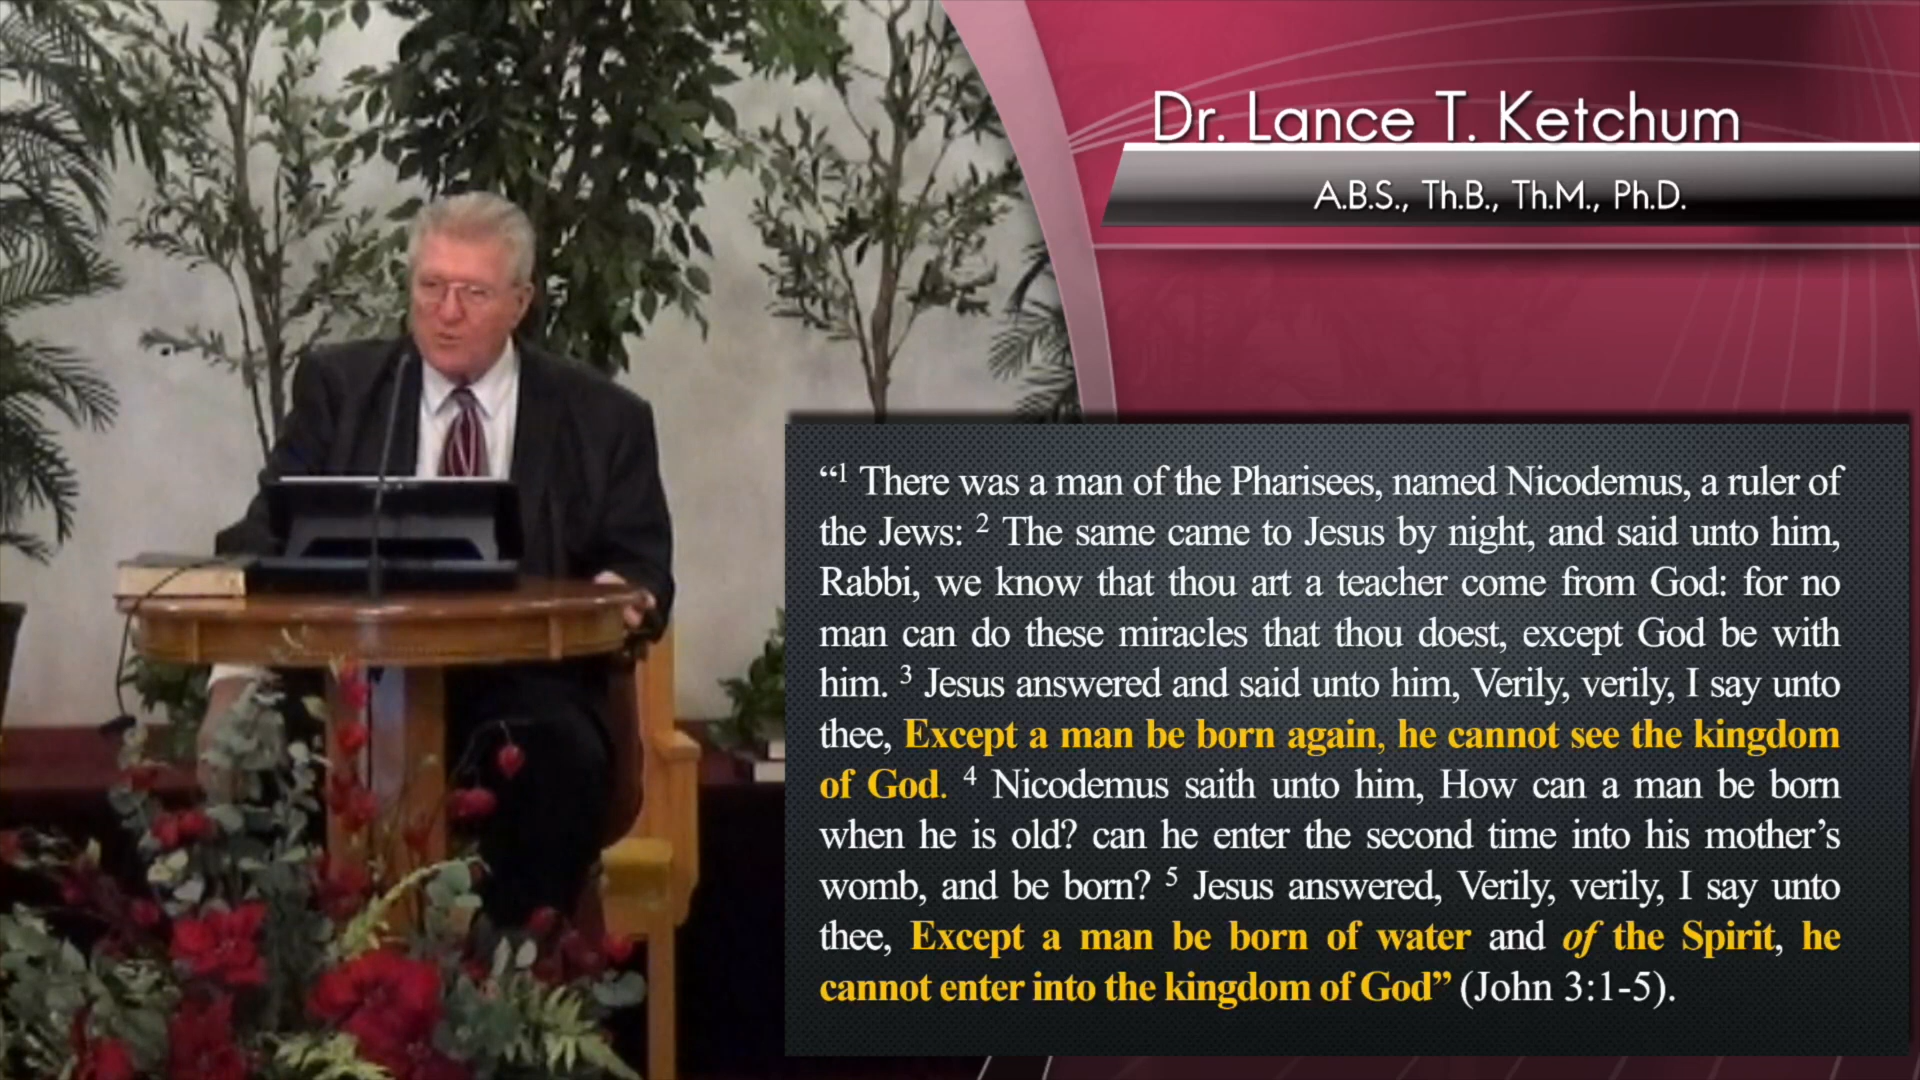 Dr. Lance T. Ketchum
A.B.S., Th.B., Th.M., Ph.D.
“1 There was a man of the Pharisees, named Nicodemus, a ruler of
the Jews: 2 The same came to Jesus by night, and said unto him,
Rabbi, we know that thou art a teacher come from God: for no
man can do these miracles that thou doest, except God be with
him. 3 Jesus answered and said unto him, Verily, verily, I say unto
thee, Except a man be born again, he cannot see the kingdom
of God. 4 Nicodemus saith unto him, How can a man be born
when he is old? can he enter the second time into his mother’s
womb, and be born? 5 Jesus answered, Verily, verily, I say unto
thee, Except a man be born of water and of the Spirit, he
cannot enter into the kingdom of God” (John 3:1-5).